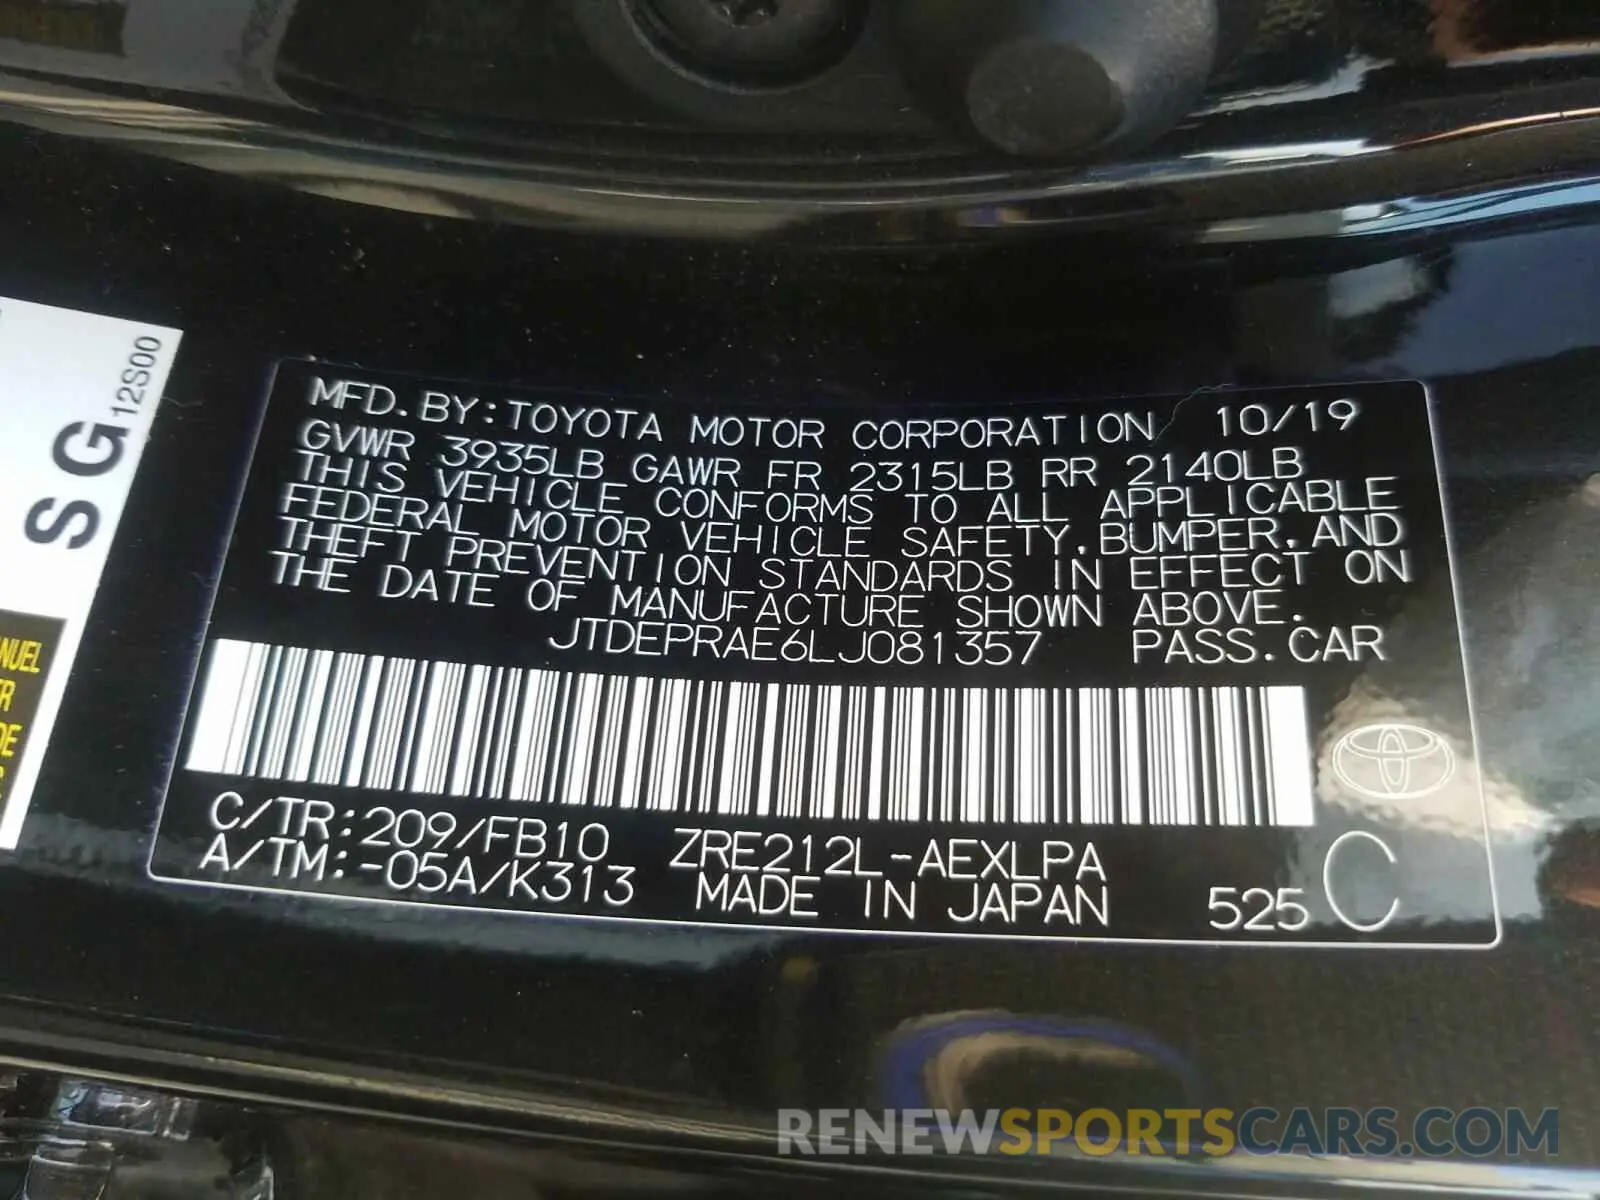 SG 12S00
MFD. BY: TOYOTA MOTOR CORPORATION 10/19
GVWR 3935LB GAWR FR 2315LB RR 2140LB
THIS VEHICLE CONFORMS TO ALL APPLICABLE
FEDERAL MOTOR VEHICLE SAFETY, BUMPER, AND
THEFT PREVENTION STANDARDS IN EFFECT ON
THE DATE OF MANUFACTURE SHOWN ABOVE.
JTDEPRAE6LJ081357 PASS. CAR
C/TR: 209/FB10 ZRE212L-AEXLPA
A/TM: -05A/K313 MADE IN JAPAN 525 C
RENEWSPORTSCARS.COM